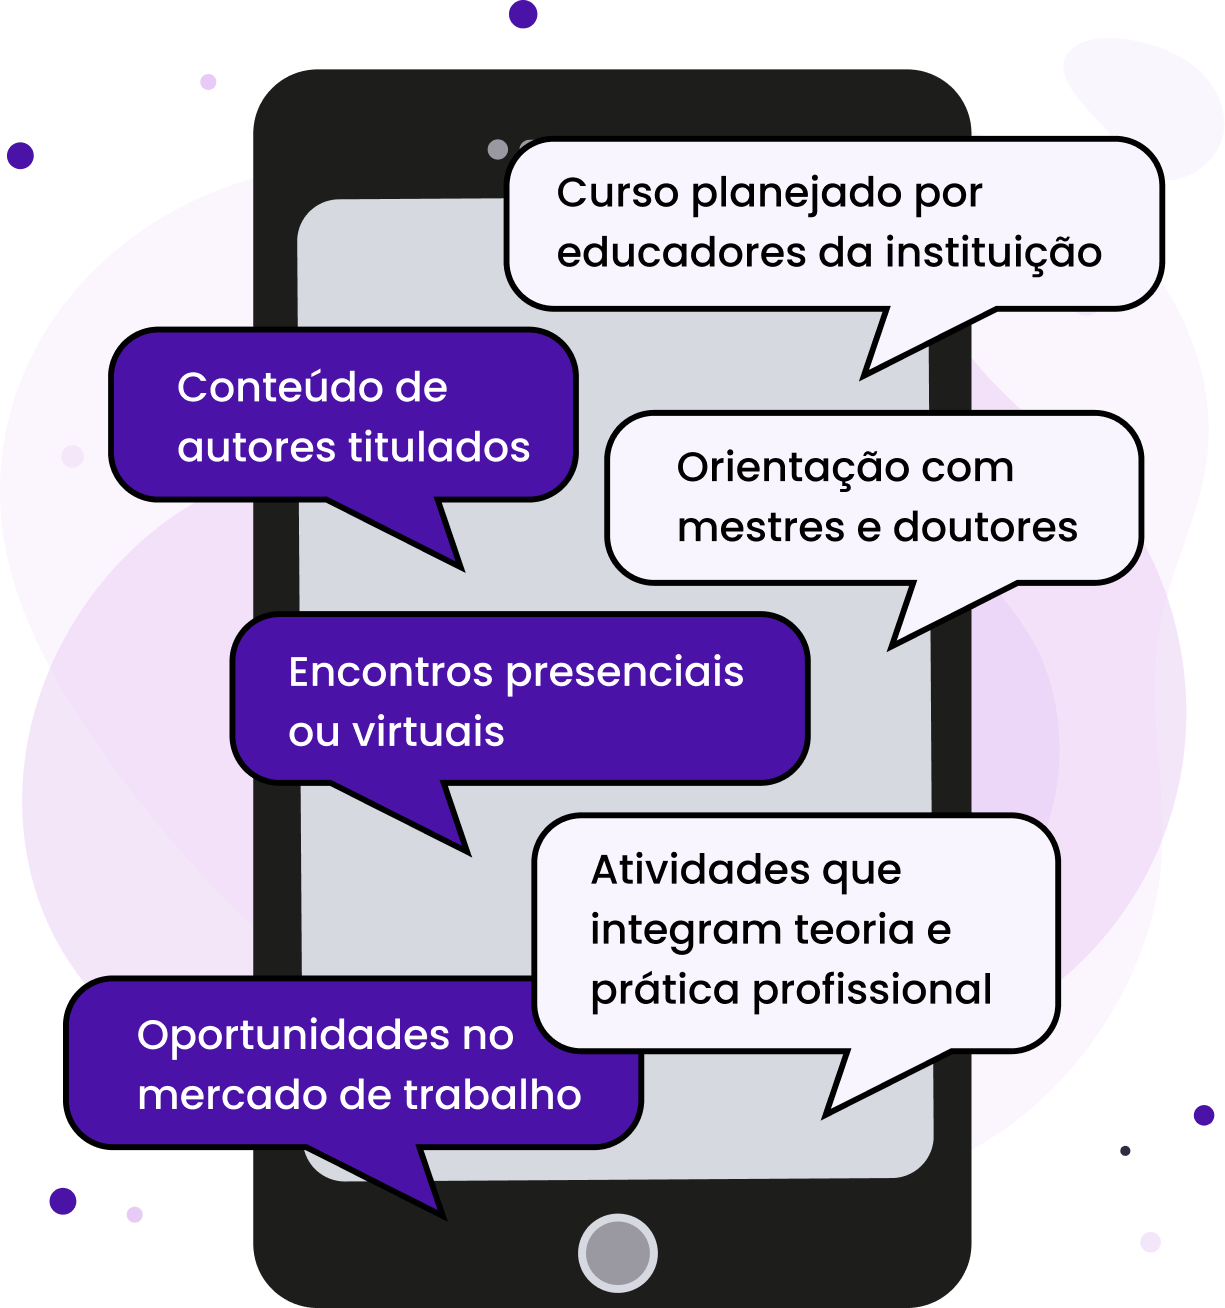 Curso planejado por
educadores da instituição
Conteúdo de
autores titulados
Orientação com
mestres e doutores
Encontros presenciais
ou virtuais
Atividades que
integram teoria e
prática profissional
Oportunidades no
mercado de trabalho